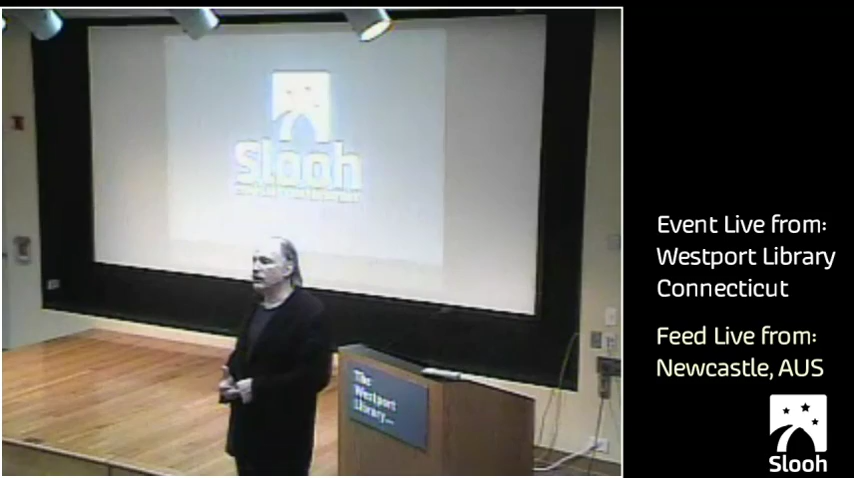 Slooh
The
Westport
Library...
Event Live from:
Westport Library
Connecticut
Feed Live from:
Newcastle, AUS
Slooh